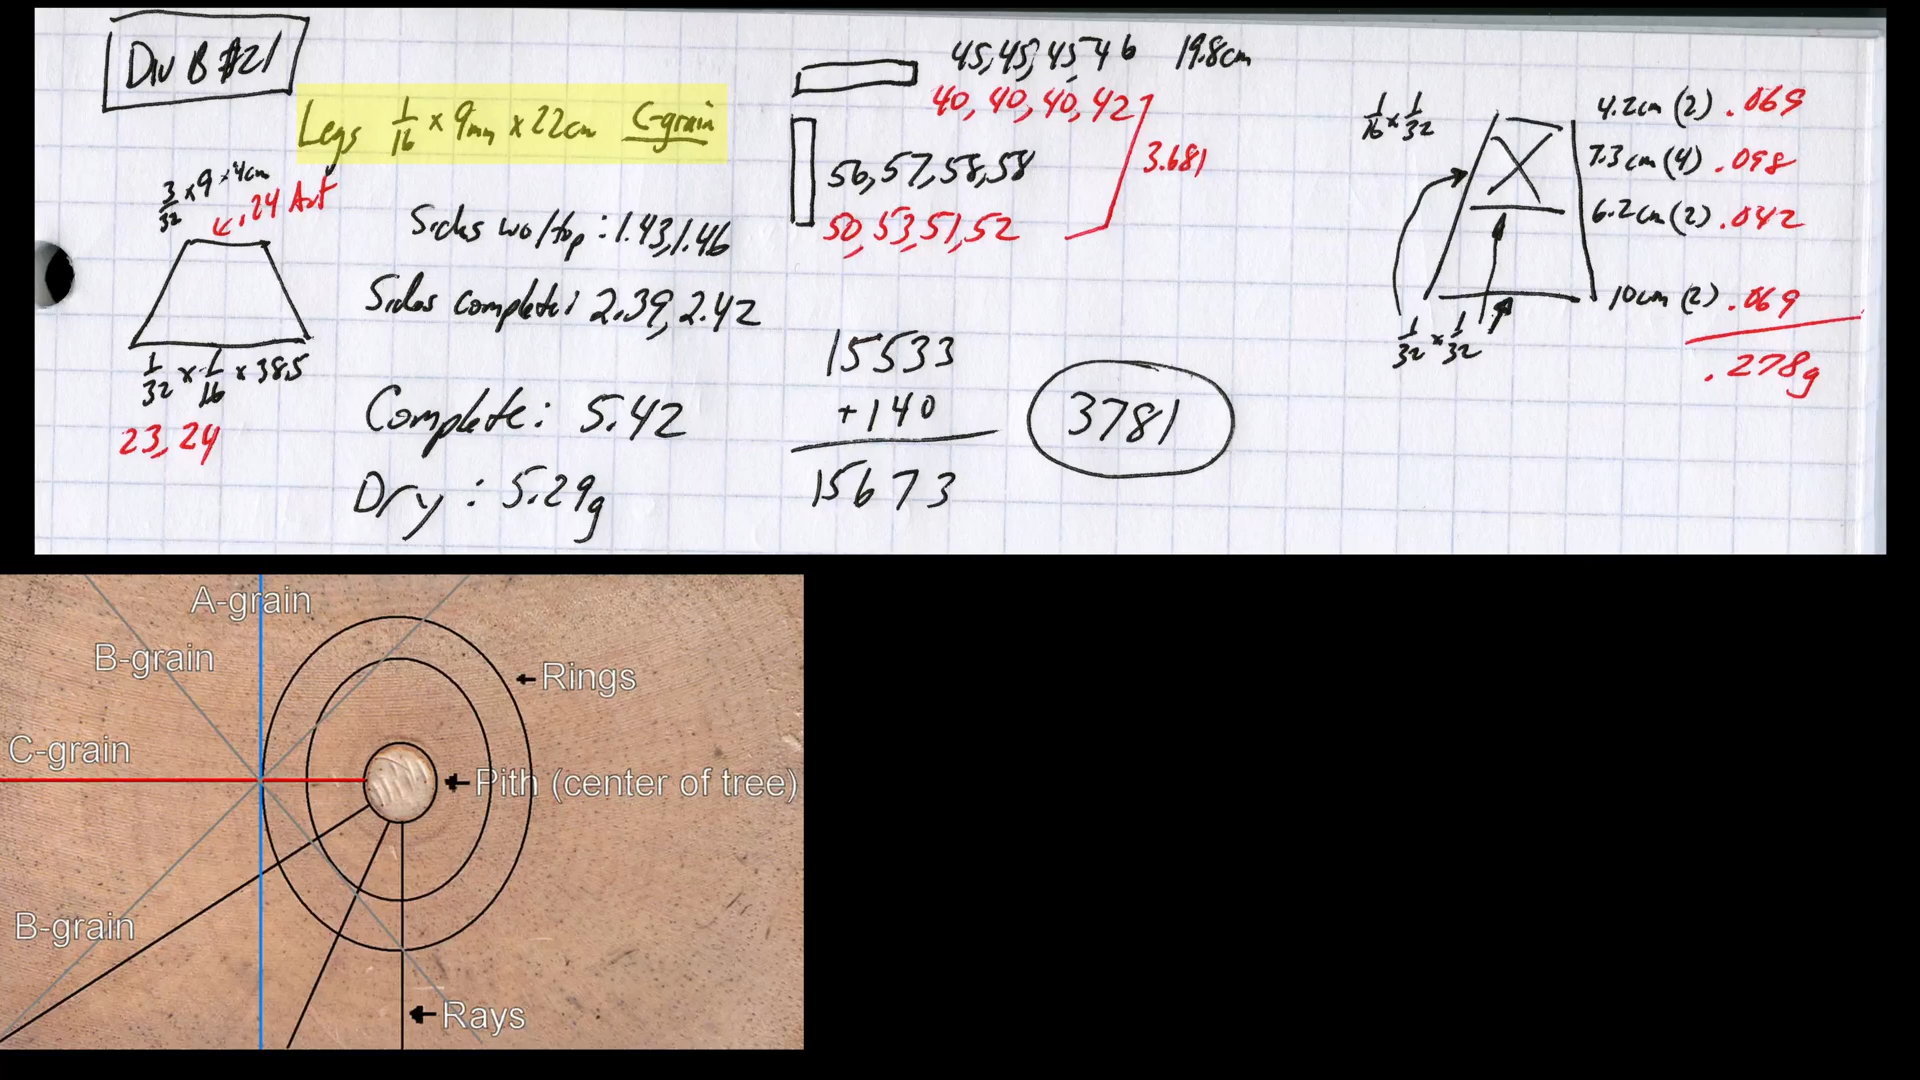 Div B #21
Legs 1/16 x 9mm x 22cm C-grain
3/32 x 9 x 4cm
.24 Act
1/32 x 1/16 x 38.5
23, 24
Sides wo/top: 1.43, 1.46
Sides complete: 2.39, 2.42
Complete: 5.42
Dry: 5.29g
45, 45, 45 46 19.8cm
40, 40, 40, 42
56, 57, 58, 58
50, 53, 51, 52
3.681
15533
+140
15673
3781
1/16 x 1/32
4.2cm (2) .069
7.3cm (4) .098
6.2cm (2) .042
10cm (2) .069
1/32 x 1/32
.278g
A-grain
B-grain
Rings
C-grain
Pith (center of tree)
B-grain
Rays